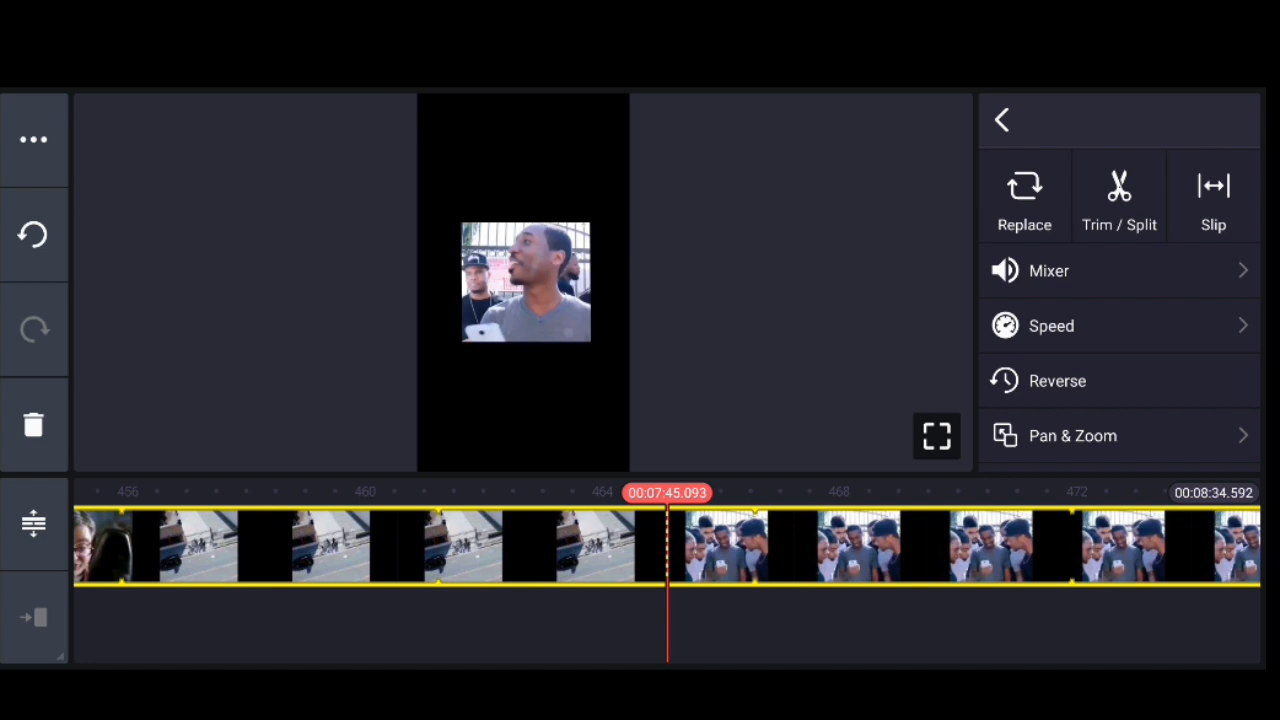 Replace
Trim / Split
Slip
Mixer
Speed
Reverse
Pan & Zoom
456
460
464
00:07:45.093
468
472
00:08:34.592